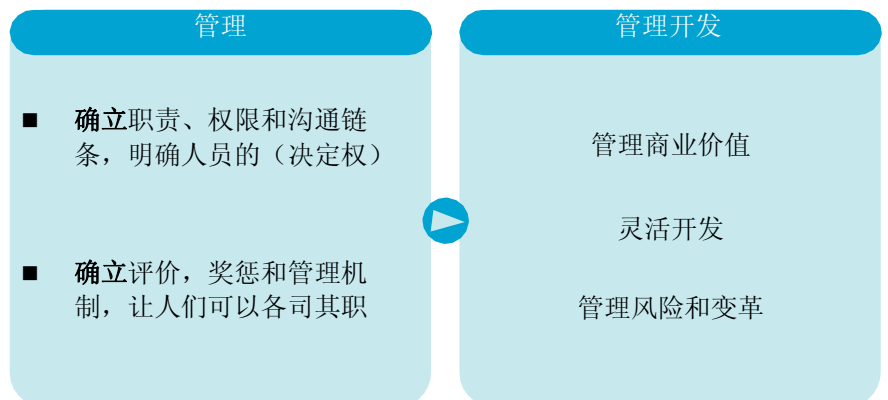 管理
■ 确立职责、权限和沟通链
条，明确人员的（决定权）
■ 确立评价，奖惩和管理机
制，让人们可以各司其职
管理开发
管理商业价值
灵活开发
管理风险和变革